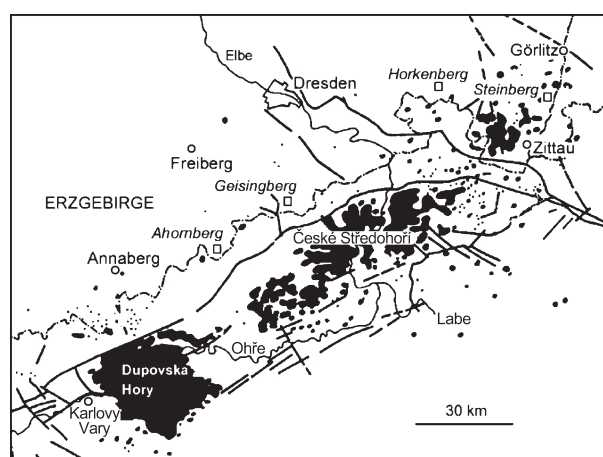 Görlitz
Elbe
Dresden
Horkenberg
Steinberg
Zittau
Freiberg
Geisingberg
ERZGEBIRGE
Ahornberg
České Středohoří
Annaberg
Labe
Ohře
Dupovska
Hory
Karlovy
Vary
30 km